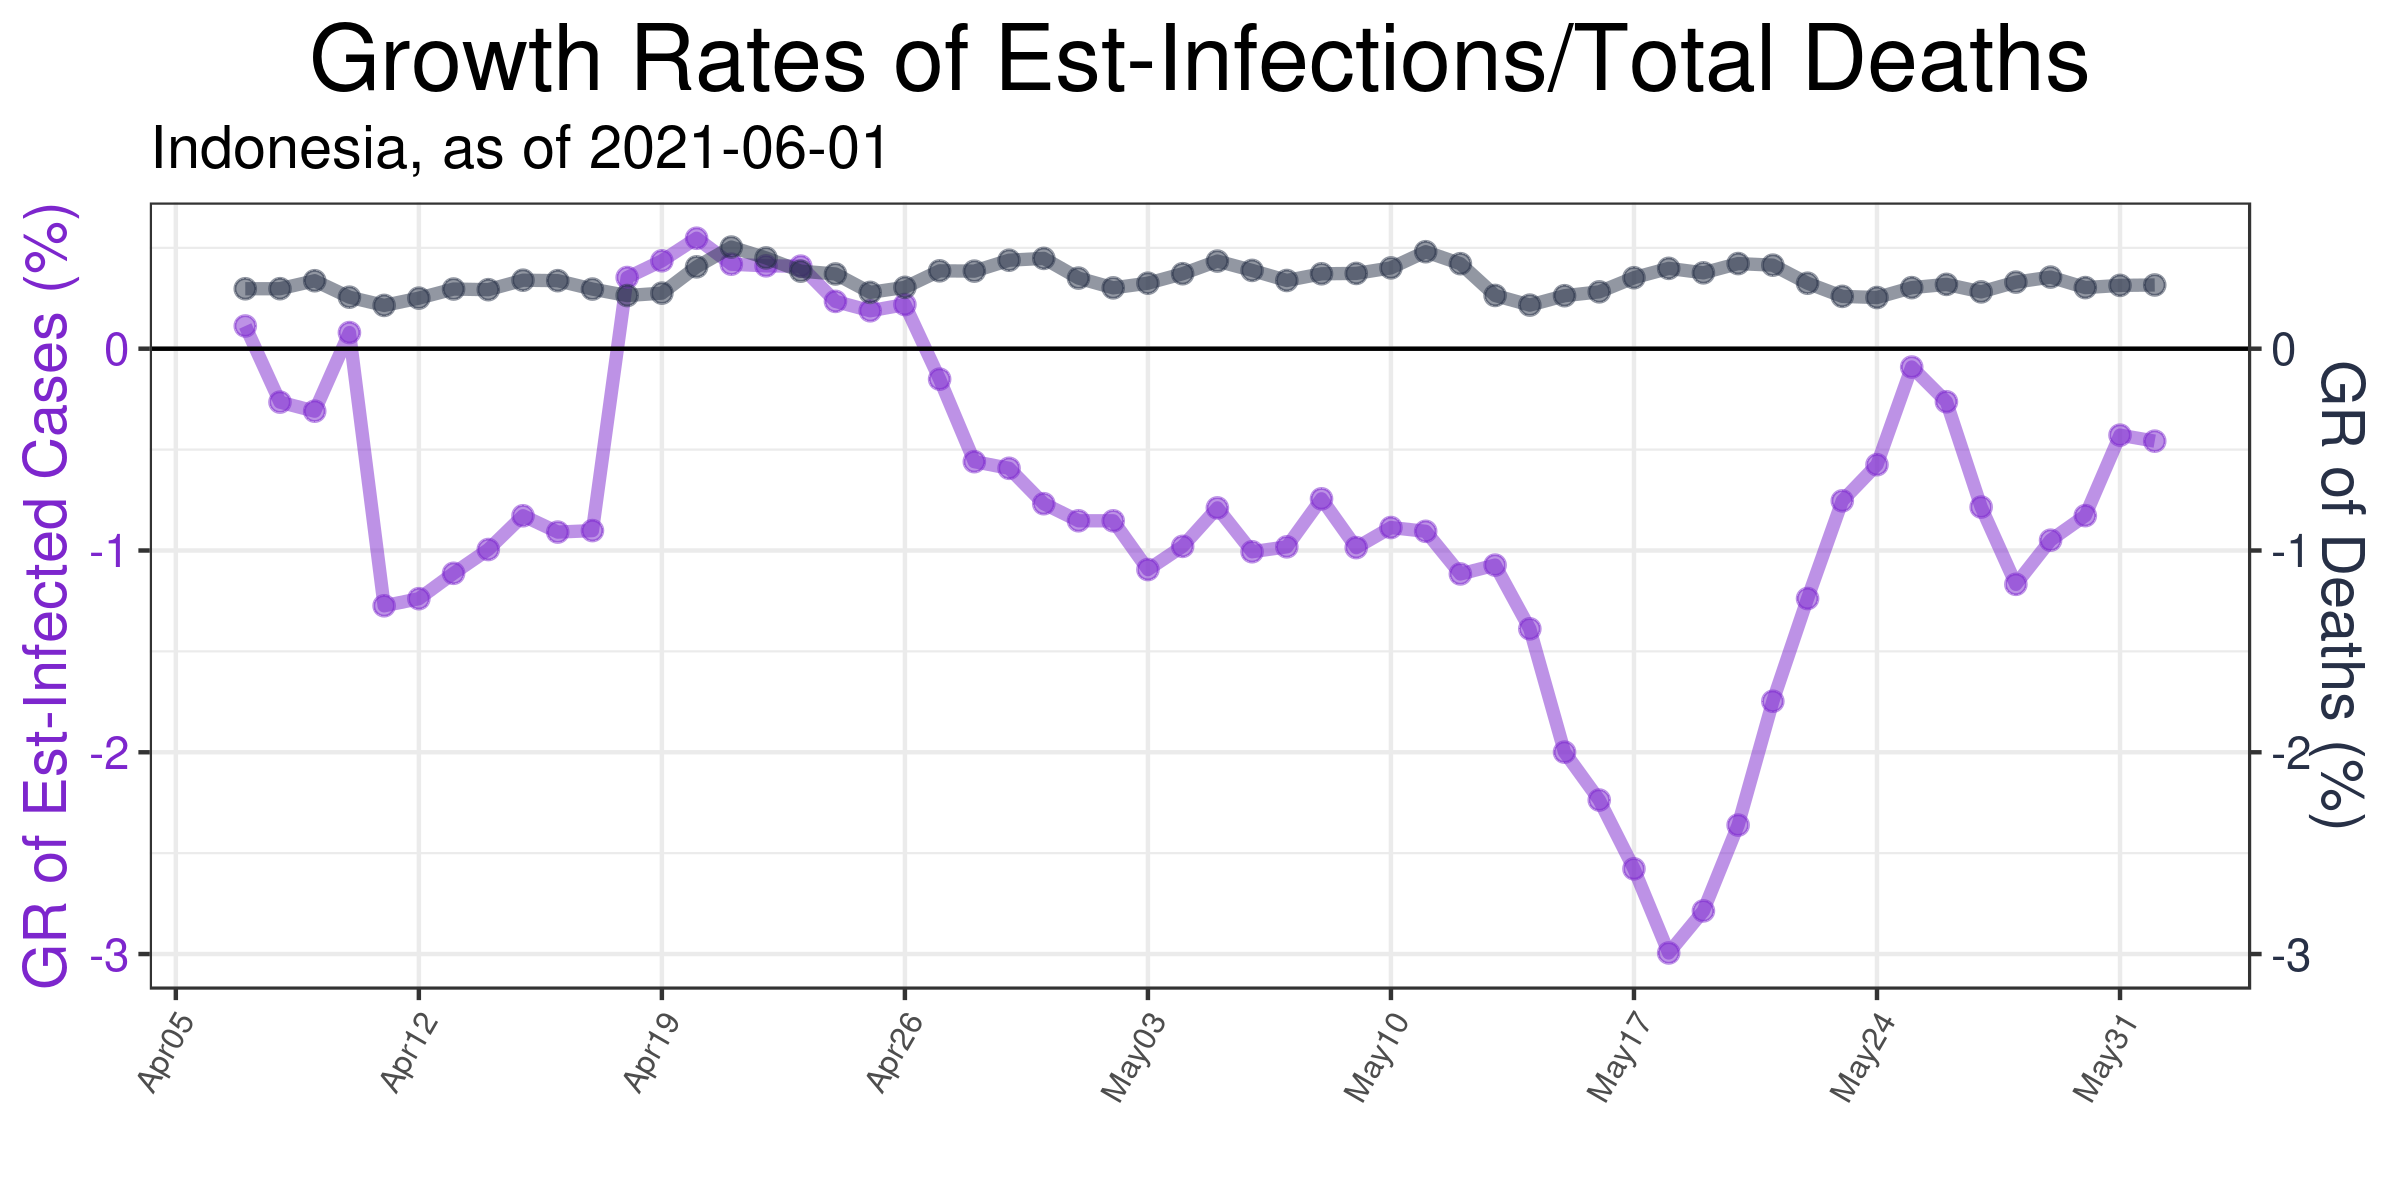 Growth Rates of Est-Infections/Total Deaths
Indonesia, as of 2021-06-01
GR of Est-Infected Cases (%)
0
-1
-2
-3
0
-1
-2
-3
GR of Deaths (%)
Apr05
Apr12
Apr19
Apr26
May03
May10
May17
May24
May31